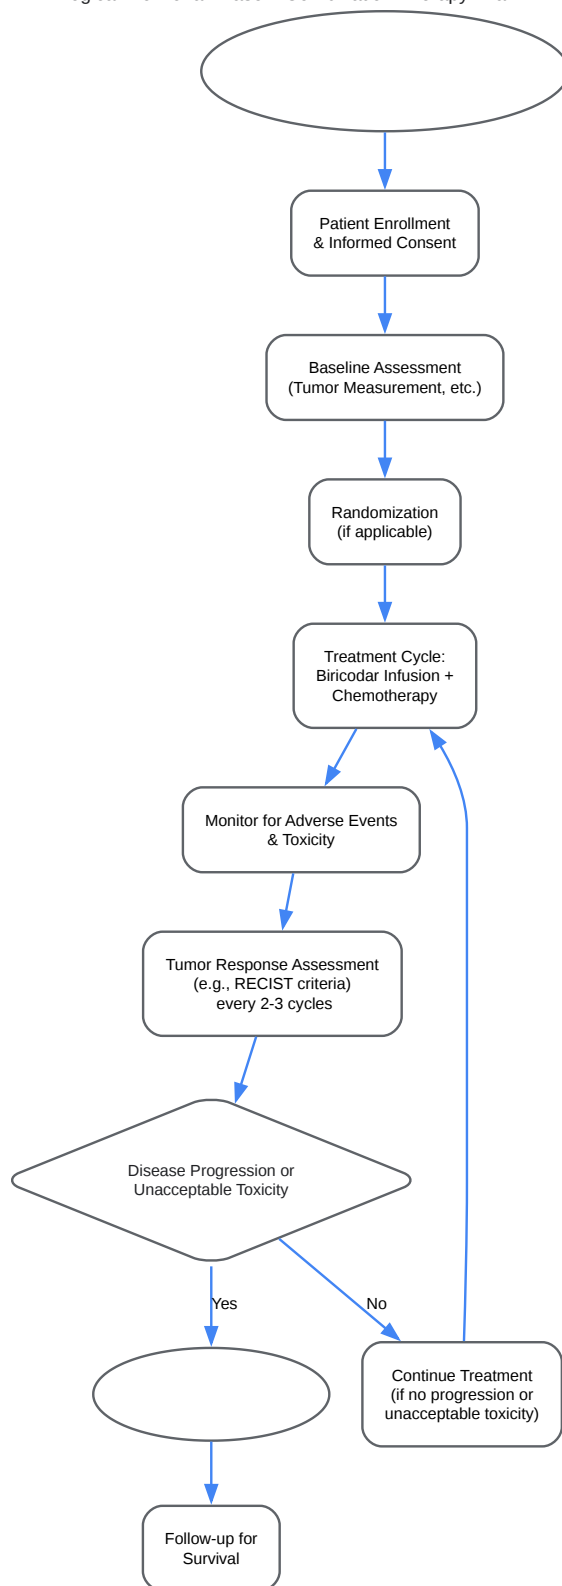 Patient Enrollment
& Informed Consent
Baseline Assessment
(Tumor Measurement, etc.)
Randomization
(if applicable)
Treatment Cycle:
Biricodar Infusion +
Chemotherapy
Monitor for Adverse Events
& Toxicity
Tumor Response Assessment
(e.g., RECIST criteria)
every 2-3 cycles
Disease Progression or
Unacceptable Toxicity
Yes
No
Continue Treatment
(if no progression or
unacceptable toxicity)
Follow-up for
Survival